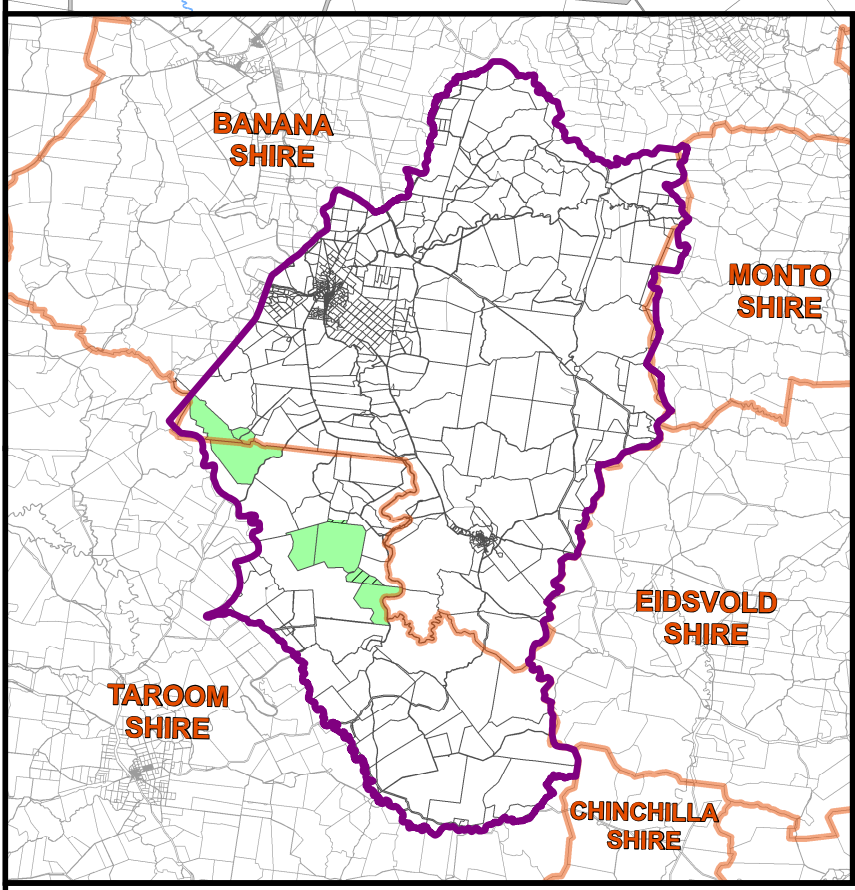 BANANA
SHIRE
MONTO
SHIRE
EIDSVOLD
SHIRE
TAROOM
SHIRE
CHINCHILLA
SHIRE